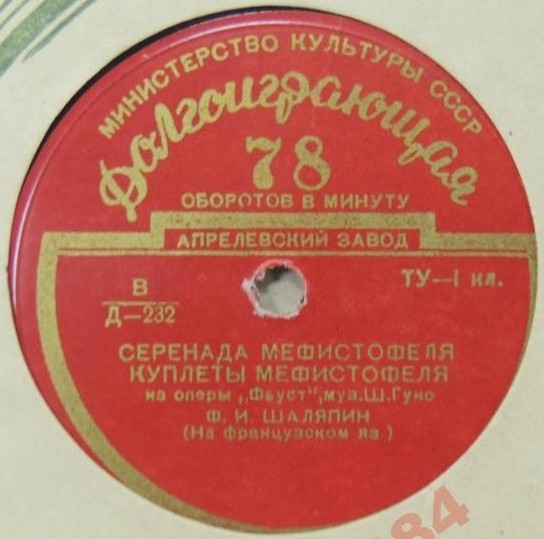 МИНИСТЕРСТВО КУЛЬТУРЫ СССР
Долгоиграющая
78
ОБОРОТОВ В МИНУТУ
АПРЕЛЕВСКИЙ ЗАВОД
В
Д—232
ТУ—I кл.
СЕРЕНАДА МЕФИСТОФЕЛЯ
КУПЛЕТЫ МЕФИСТОФЕЛЯ
из оперы „Фауст“, муз. Ш. Гуно
Ф. И. ШАЛЯПИН
(На французском яз)